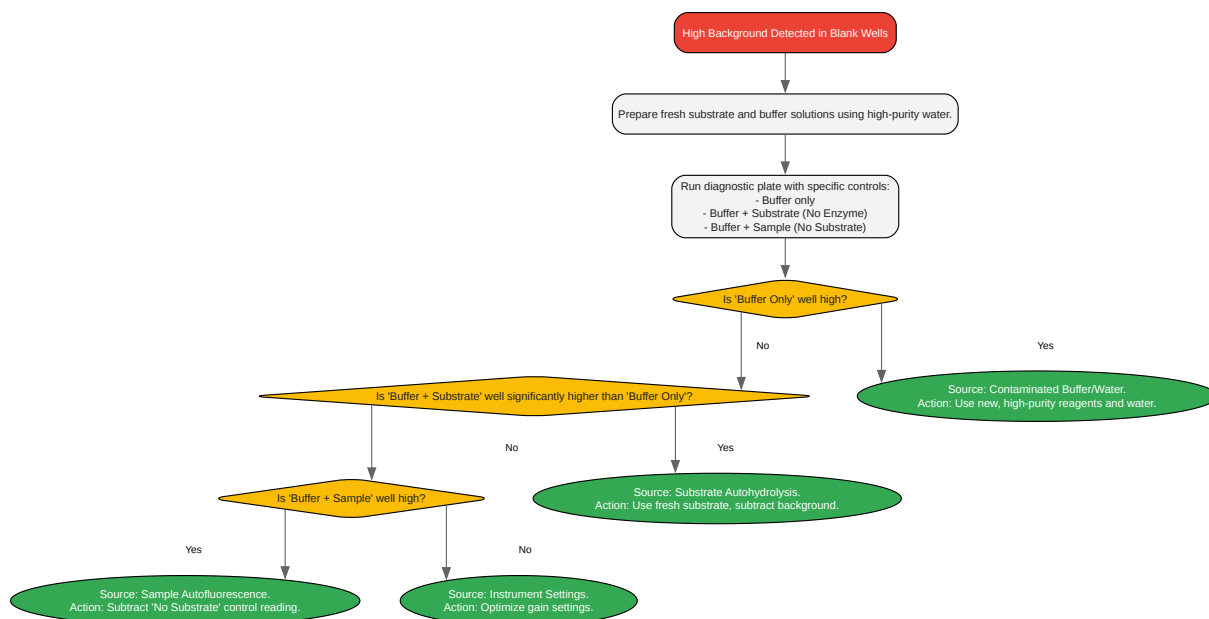 High Background Detected in Blank Wells
Prepare fresh substrate and buffer solutions using high-purity water.
Run diagnostic plate with specific controls:
- Buffer only
- Buffer + Substrate (No Enzyme)
- Buffer + Sample (No Substrate)
Is 'Buffer Only' well high?
No
Yes
Is 'Buffer + Substrate' well significantly higher than 'Buffer Only'?
Source: Contaminated Buffer/Water.
Action: Use new, high-purity reagents and water.
No
Yes
Is 'Buffer + Sample' well high?
Source: Substrate Autohydrolysis.
Action: Use fresh substrate, subtract background.
Yes
No
Source: Sample Autofluorescence.
Action: Subtract 'No Substrate' control reading.
Source: Instrument Settings.
Action: Optimize gain settings.